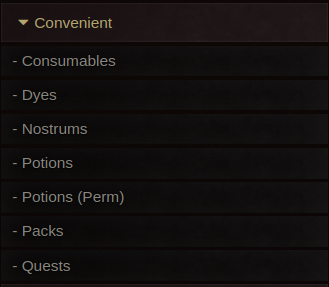 Convenient
- Consumables
- Dyes
- Nostrums
- Potions
- Potions (Perm)
- Packs
- Quests